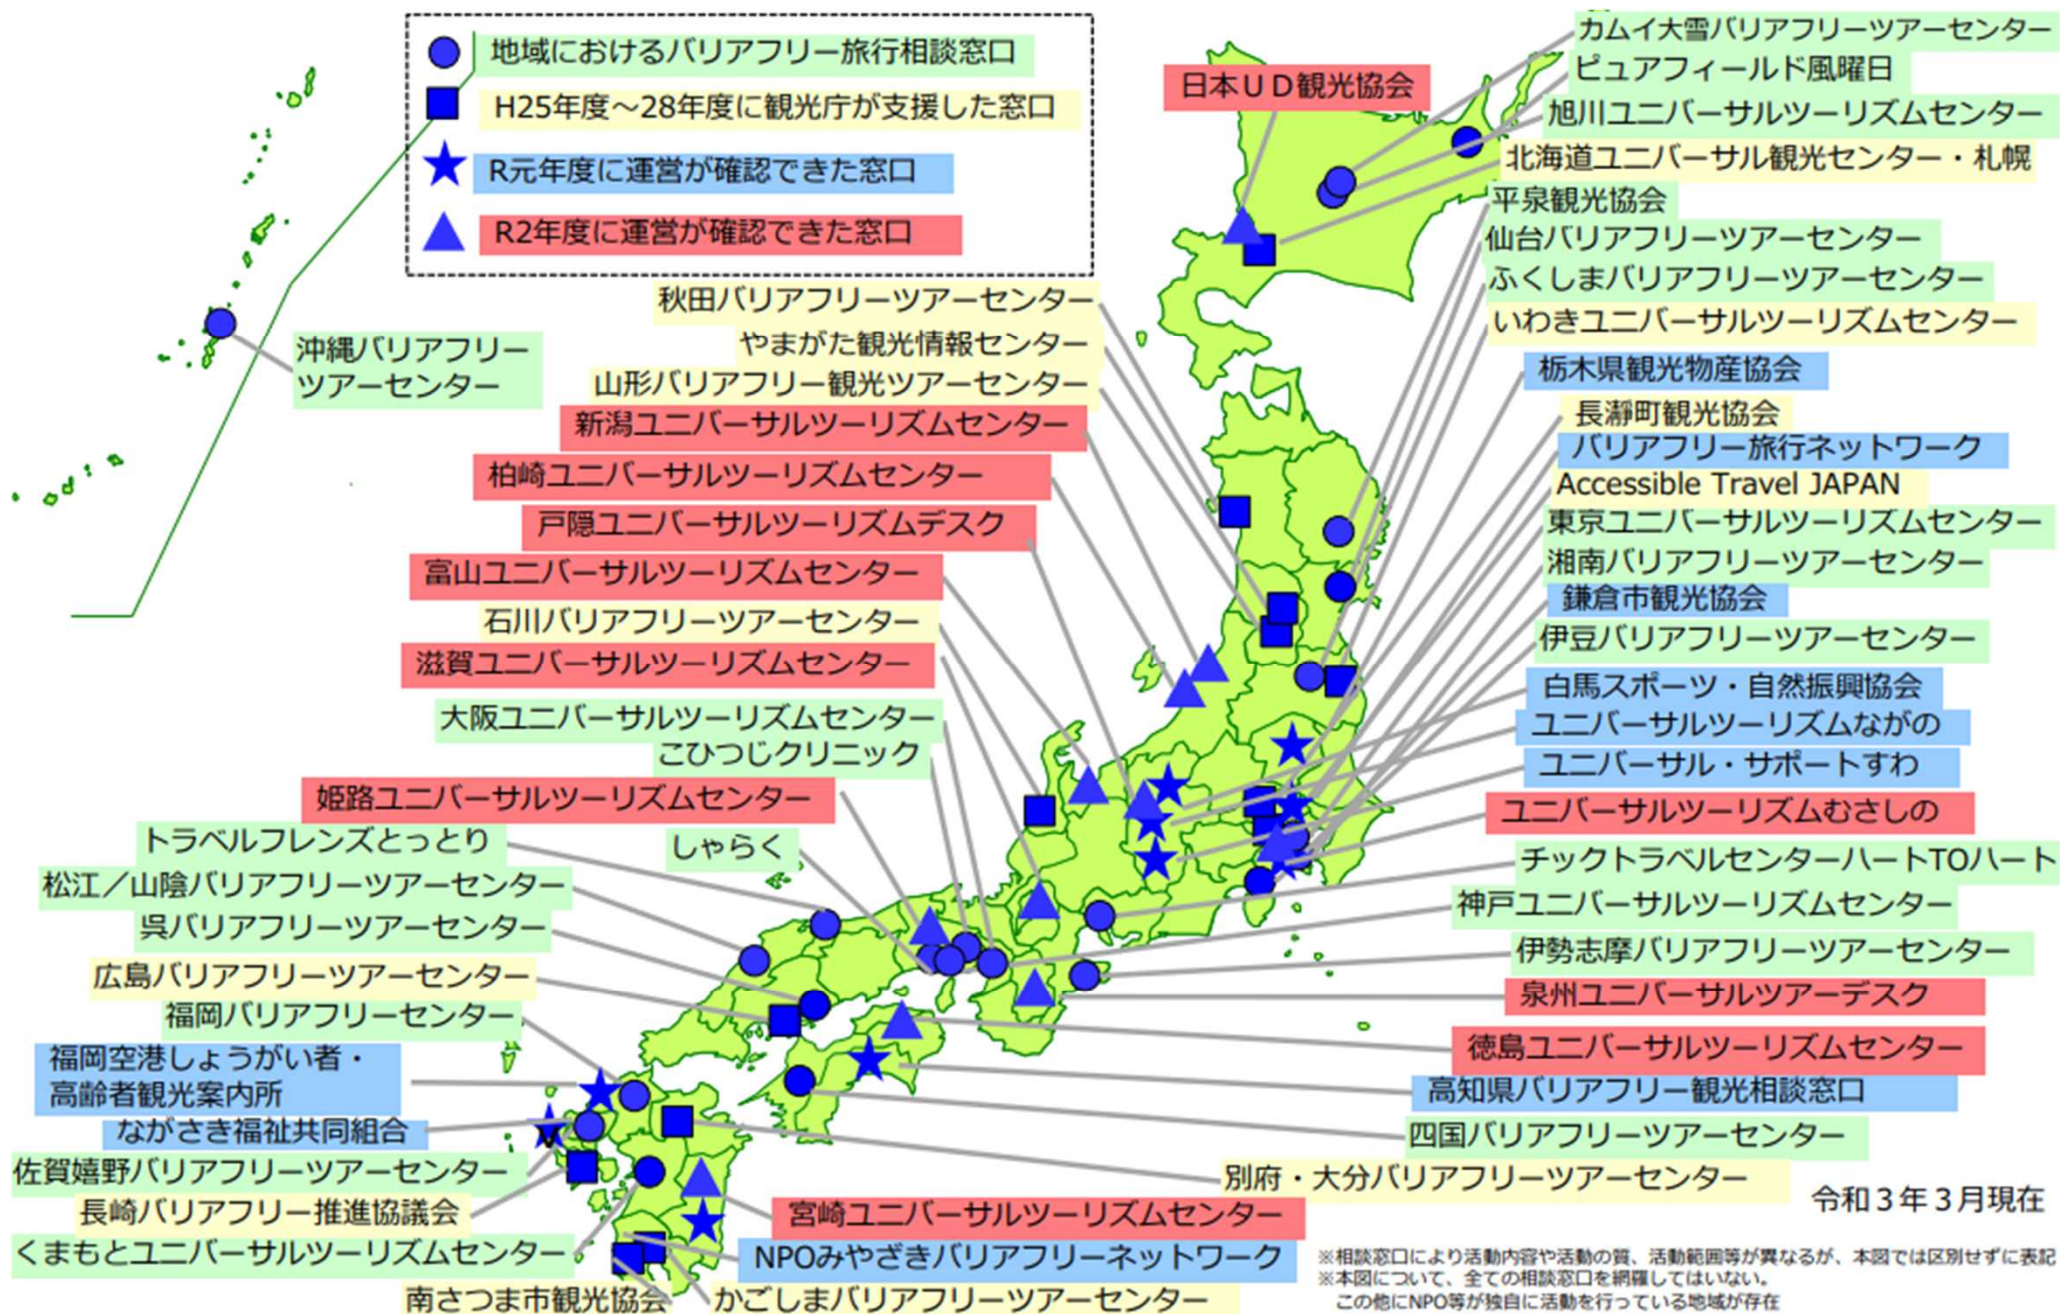 地域におけるバリアフリー旅行相談窓口
H25年度～28年度に観光庁が支援した窓口
R元年度に運営が確認できた窓口
R2年度に運営が確認できた窓口
沖縄バリアフリー
ツアーセンター
日本UD観光協会
カムイ大雪バリアフリーツアーセンター
ピュアフィールド風曜日
旭川ユニバーサルツーリズムセンター
北海道ユニバーサル観光センター・札幌
平泉観光協会
仙台バリアフリーツアーセンター
ふくしまバリアフリーツアーセンター
いわきユニバーサルツーリズムセンター
栃木県観光物産協会
長瀞町観光協会
バリアフリー旅行ネットワーク
Accessible Travel JAPAN
東京ユニバーサルツーリズムセンター
湘南バリアフリーツアーセンター
鎌倉市観光協会
伊豆バリアフリーツアーセンター
白馬スポーツ・自然振興協会
ユニバーサルツーリズムながの
ユニバーサル・サポートすわ
ユニバーサルツーリズムむさしの
チックトラベルセンターハートTOハート
神戸ユニバーサルツーリズムセンター
伊勢志摩バリアフリーツアーセンター
泉州ユニバーサルツアーデスク
徳島ユニバーサルツーリズムセンター
高知県バリアフリー観光相談窓口
四国バリアフリーツアーセンター
別府・大分バリアフリーツアーセンター
秋田バリアフリーツアーセンター
やまがた観光情報センター
山形バリアフリー観光ツアーセンター
新潟ユニバーサルツーリズムセンター
柏崎ユニバーサルツーリズムセンター
戸隠ユニバーサルツーリズムデスク
富山ユニバーサルツーリズムセンター
石川バリアフリーツアーセンター
滋賀ユニバーサルツーリズムセンター
大阪ユニバーサルツーリズムセンター
こひつじクリニック
姫路ユニバーサルツーリズムセンター
しゃらく
トラベルフレンズとっとり
松江／山陰バリアフリーツアーセンター
呉バリアフリーツアーセンター
広島バリアフリーツアーセンター
福岡バリアフリーセンター
福岡空港しょうがい者・
高齢者観光案内所
ながさき福祉共同組合
佐賀嬉野バリアフリーツアーセンター
長崎バリアフリー推進協議会
くまもとユニバーサルツーリズムセンター
宮崎ユニバーサルツーリズムセンター
NPOみやざきバリアフリーネットワーク
南さつま市観光協会
かごしまバリアフリーツアーセンター
令和３年３月現在
※相談窓口により活動内容や活動の質、活動範囲等が異なるが、本図では区別せずに表記
※本図について、全ての相談窓口を網羅してはいない。
この他にNPO等が独自に活動を行っている地域が存在